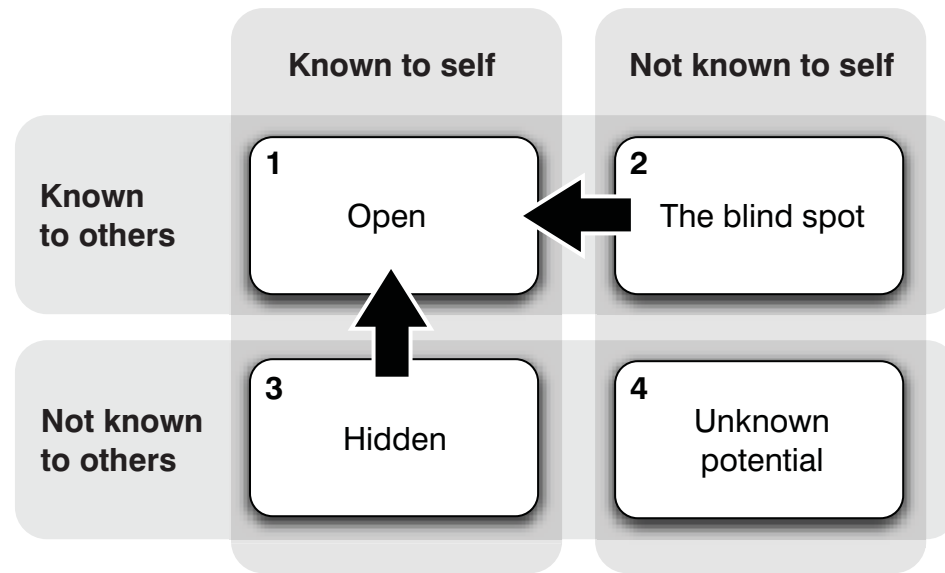 Known to self
Not known to self
Known
to others
1
Open
2
The blind spot
Not known
to others
3
Hidden
4
Unknown
potential